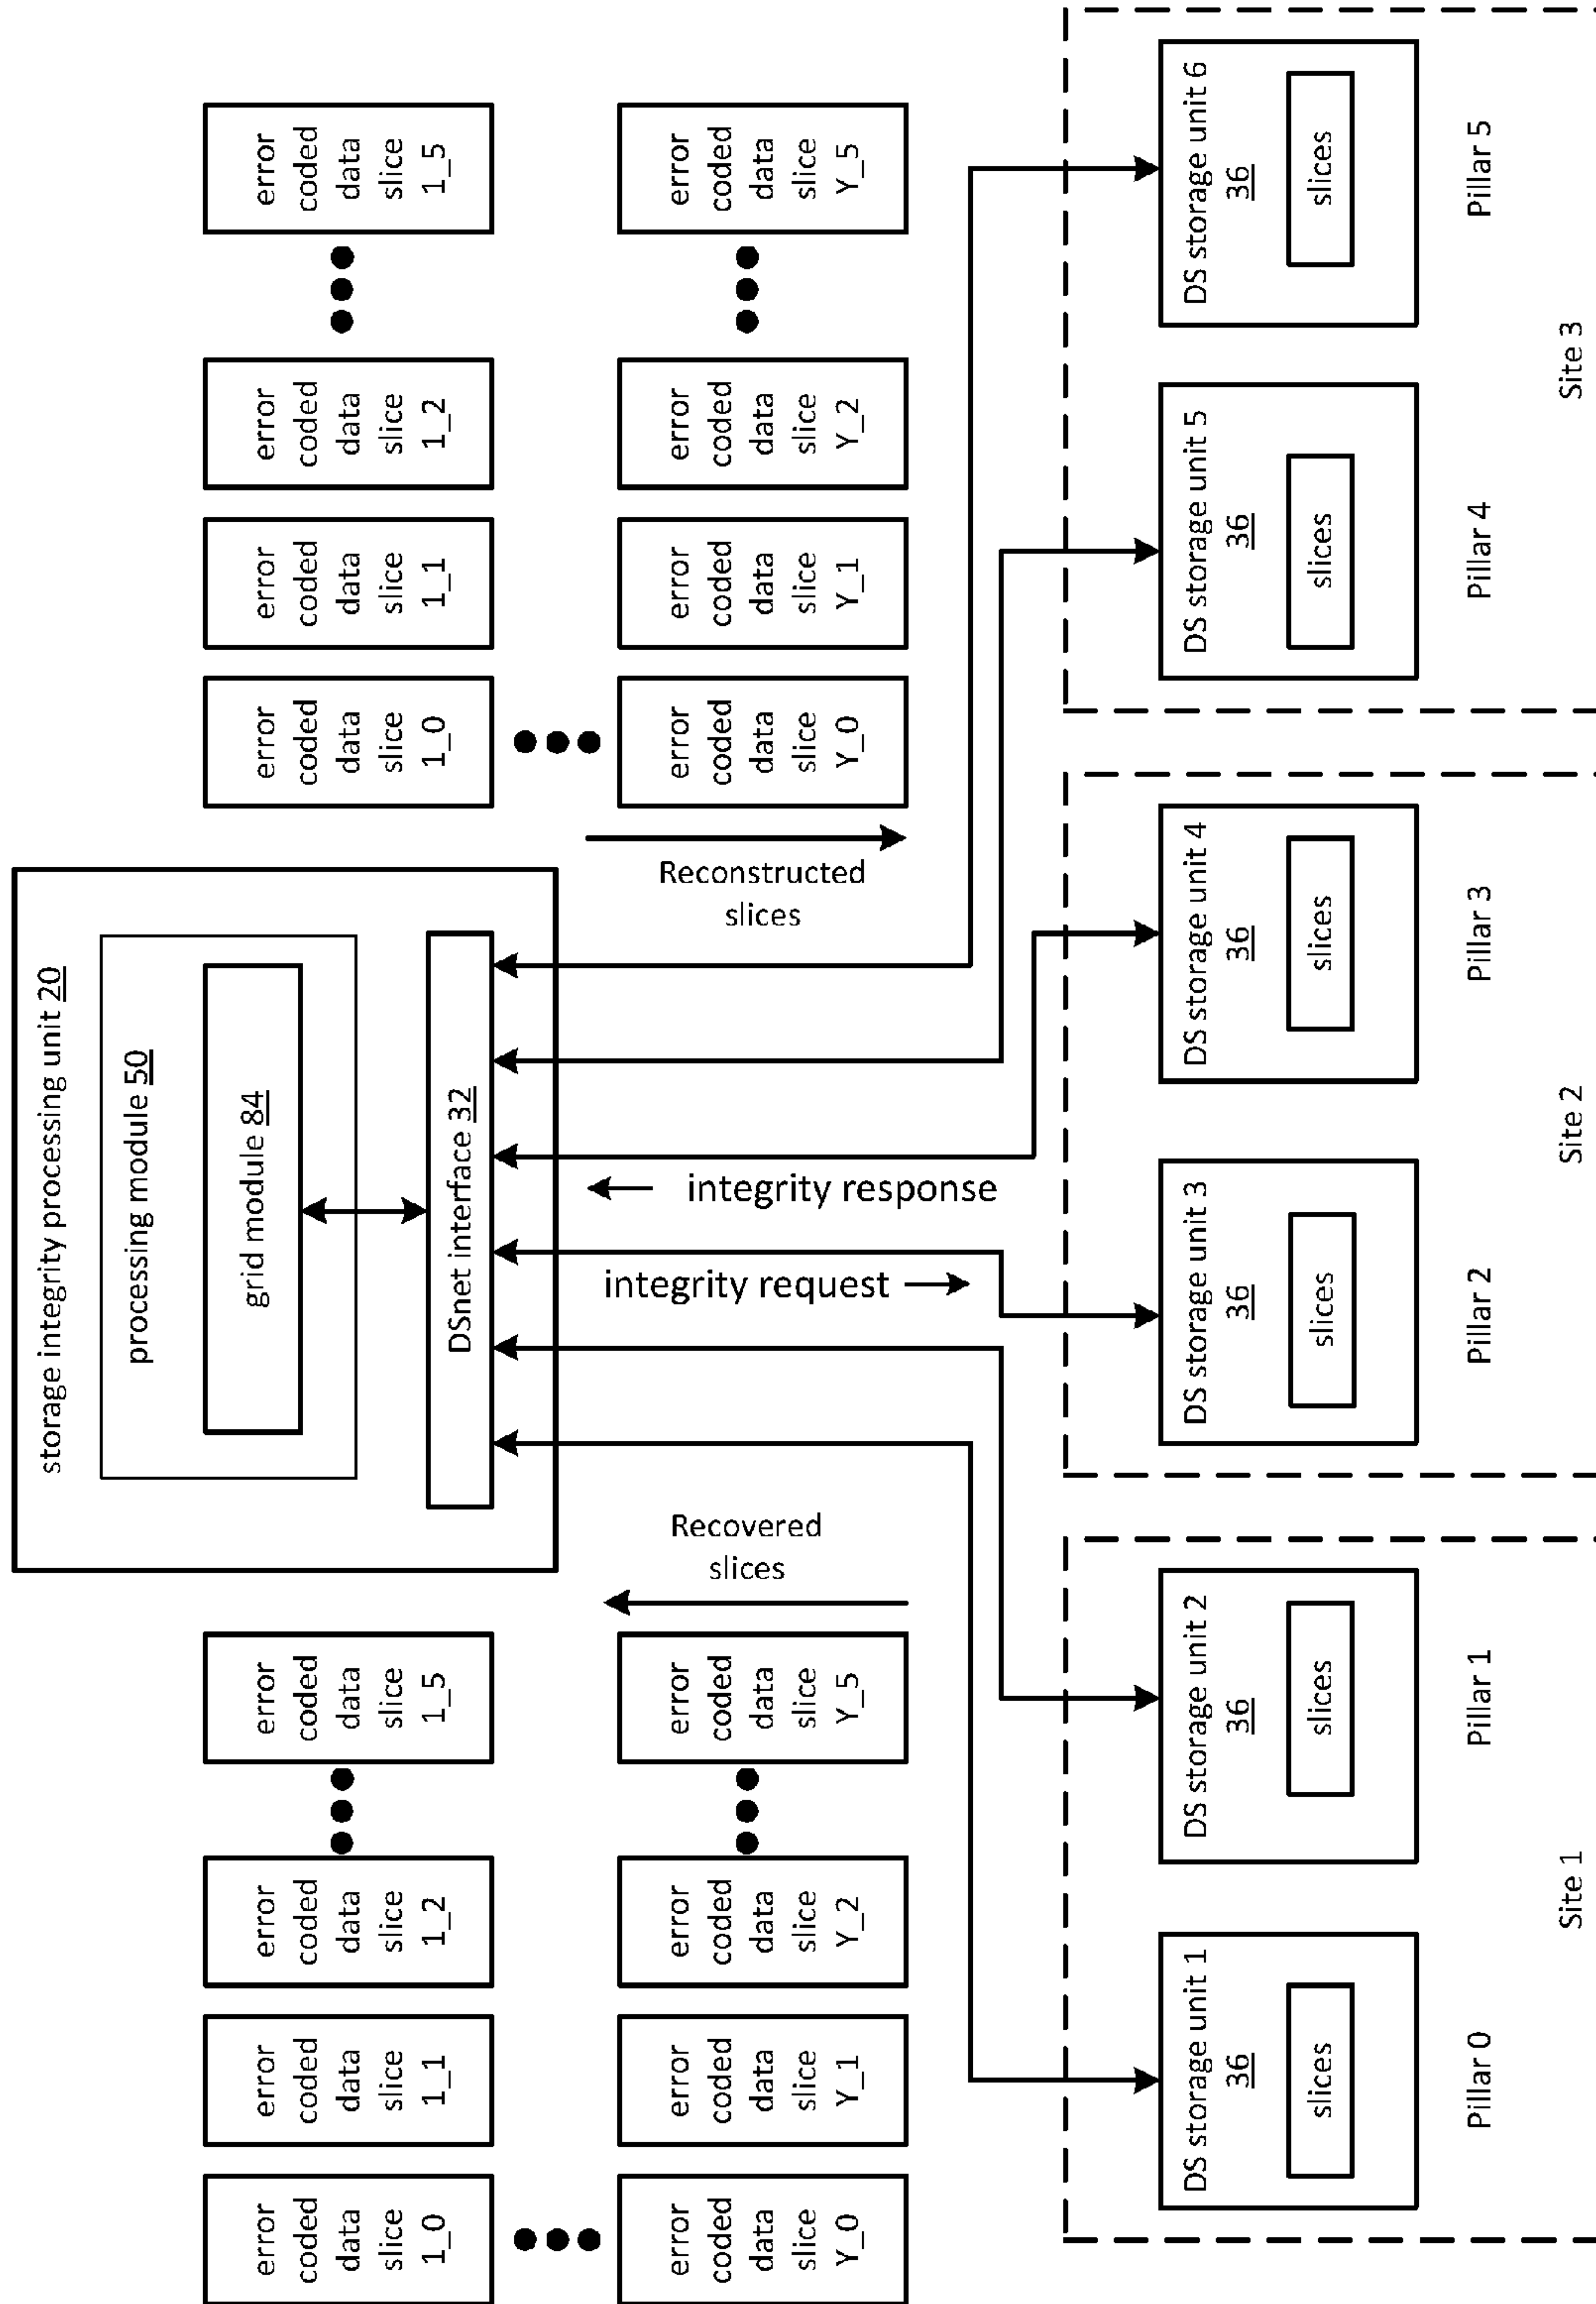 storage integrity processing unit 20
processing module 50
grid module 84
DSnet interface 32
error
coded
data
slice
1_0
error
coded
data
slice
1_1
error
coded
data
slice
1_2
error
coded
data
slice
1_5
error
coded
data
slice
Y_0
error
coded
data
slice
Y_1
error
coded
data
slice
Y_2
error
coded
data
slice
Y_5
Recovered
slices
integrity request
integrity response
Reconstructed
slices
error
coded
data
slice
1_0
error
coded
data
slice
1_1
error
coded
data
slice
1_2
error
coded
data
slice
1_5
error
coded
data
slice
Y_0
error
coded
data
slice
Y_1
error
coded
data
slice
Y_2
error
coded
data
slice
Y_5
DS storage unit 1
36
slices
Pillar 0
DS storage unit 2
36
slices
Pillar 1
Site 1
DS storage unit 3
36
slices
Pillar 2
DS storage unit 4
36
slices
Pillar 3
Site 2
DS storage unit 5
36
slices
Pillar 4
DS storage unit 6
36
slices
Pillar 5
Site 3